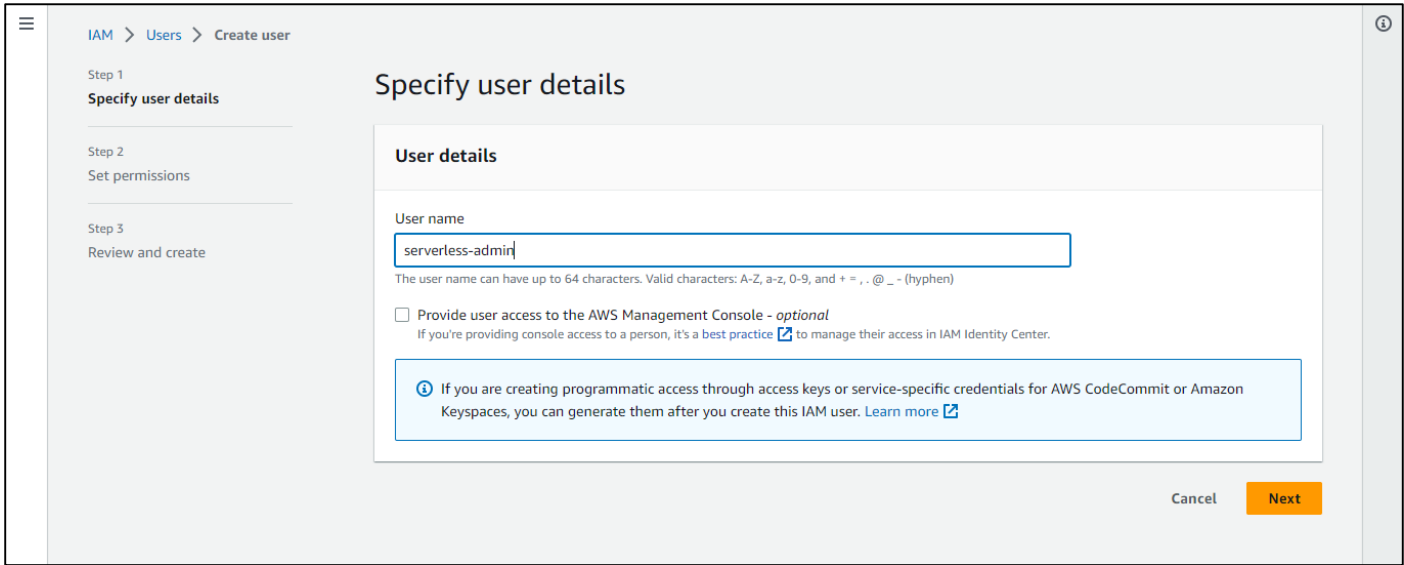 IAM > Users > Create user
Step 1
Specify user details
Step 2
Set permissions
Step 3
Review and create
Specify user details
User details
User name
serverless-admin
The user name can have up to 64 characters. Valid characters: A-Z, a-z, 0-9, and + = , . @ _ - (hyphen)
Provide user access to the AWS Management Console - optional
If you're providing console access to a person, it's a best practice to manage their access in IAM Identity Center.
If you are creating programmatic access through access keys or service-specific credentials for AWS CodeCommit or Amazon
Keyspaces, you can generate them after you create this IAM user. Learn more
Cancel
Next